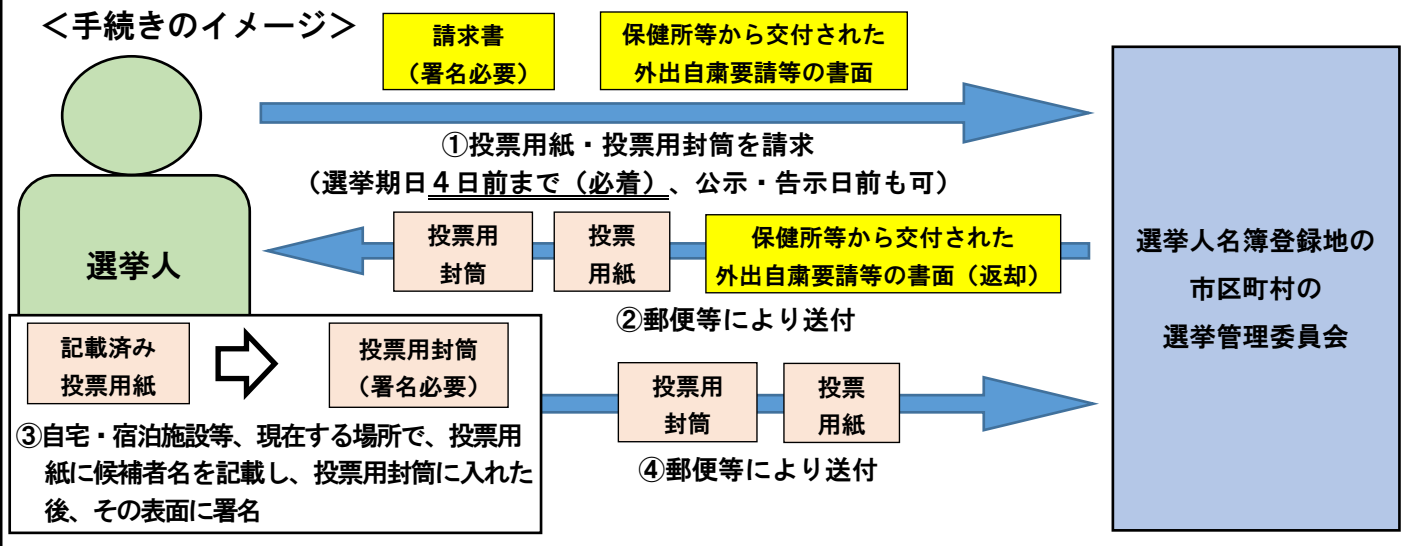 <手続きのイメージ>
請求書
(署名必要)
保健所等から交付された
外出自粛要請等の書面
①投票用紙・投票用封筒を請求
(選挙期日4日前まで(必着)、公示・告示日前も可)
選挙人
投票用
封筒
投票
用紙
保健所等から交付された
外出自粛要請等の書面(返却)
②郵便等により送付
選挙人名簿登録地の
市区町村の
選挙管理委員会
記載済み
投票用紙
投票用封筒
(署名必要)
③自宅・宿泊施設等、現在する場所で、投票用
紙に候補者名を記載し、投票用封筒に入れた
後、その表面に署名
投票用
封筒
投票
用紙
④郵便等により送付